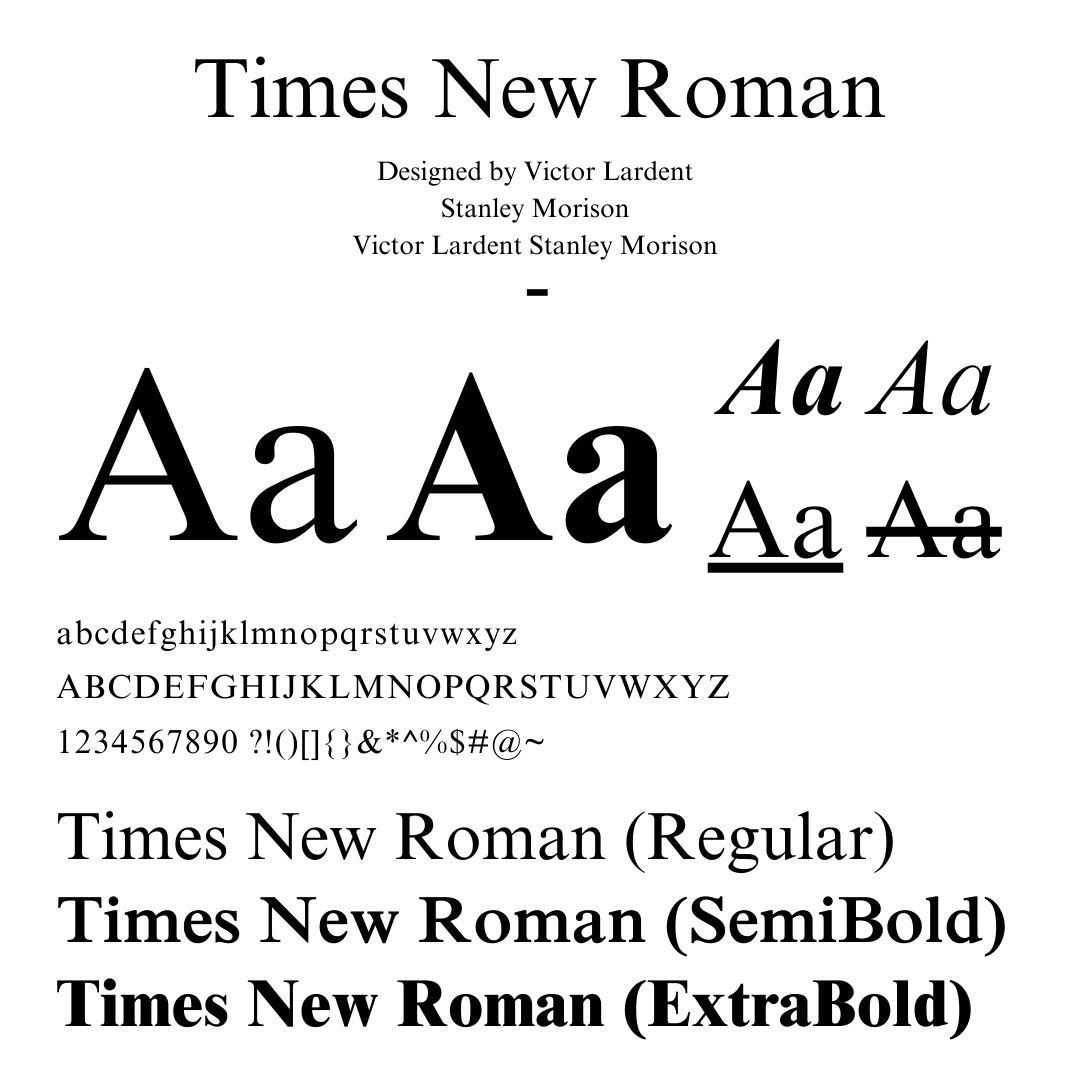 Times New Roman
Designed by Victor Lardent
Stanley Morison
Victor Lardent Stanley Morison
-
Aa Aa Aa Aa
Aa Aa
abcdefghijklmnopqrstuvwxyz
ABCDEFGHIJKLMNOPQRSTUVWXYZ
1234567890 ?!()[]{}&*^%$#@~
Times New Roman (Regular)
Times New Roman (SemiBold)
Times New Roman (ExtraBold)